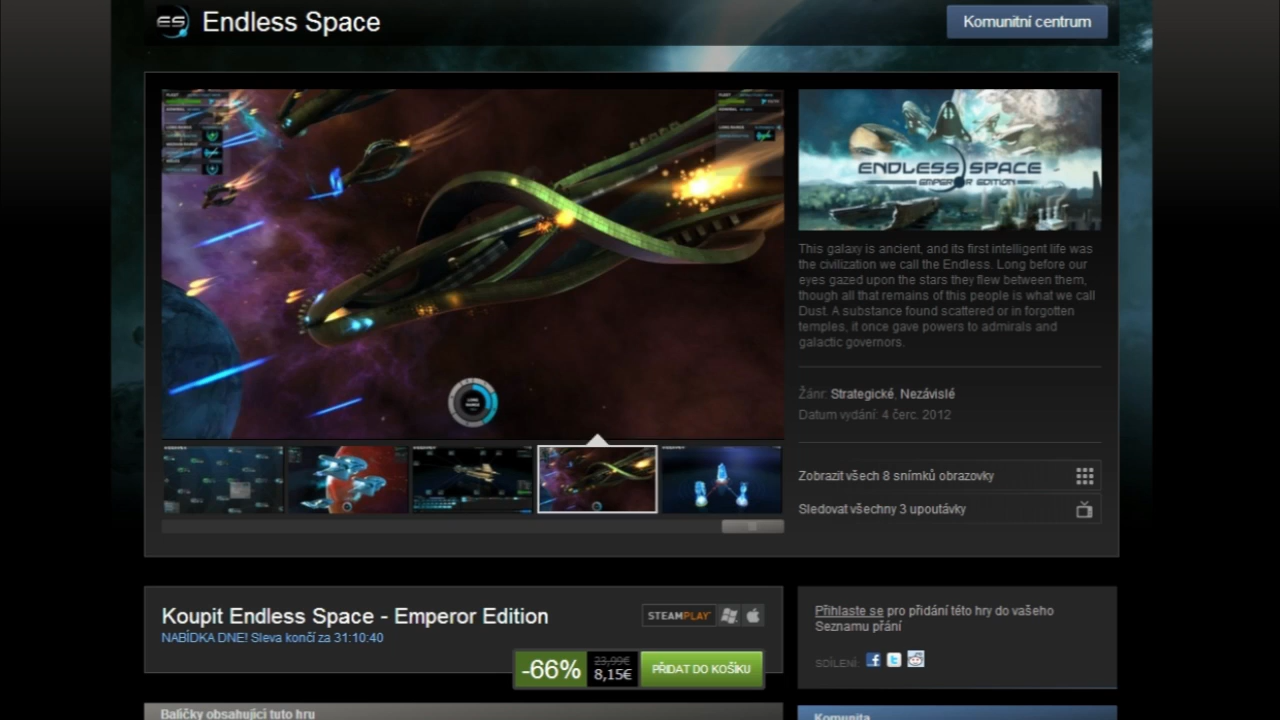 ES Endless Space
Komunitní centrum
ENDLESS SPACE
EMPEROR EDITION
This galaxy is ancient, and its first intelligent life was
the civilization we call the Endless. Long before our
eyes gazed upon the stars they flew between them,
though all that remains of this people is what we call
Dust. A substance found scattered or in forgotten
temples, it once gave powers to admirals and
galactic governors.
Žánr: Strategické, Nezávislé
Datum vydání: 4 čerc. 2012
Zobrazit všech 8 snímků obrazovky
Sledovat všechny 3 upoutávky
Koupit Endless Space - Emperor Edition
STEAMPLAY
NABÍDKA DNE! Sleva končí za 31:10:40
-66%
23,99€
8,15€
PŘIDAT DO KOŠÍKU
Přihlaste se pro přidání této hry do vašeho
Seznamu přání
SDÍLENÍ:
Balíčky obsahující tuto hru
Komunita